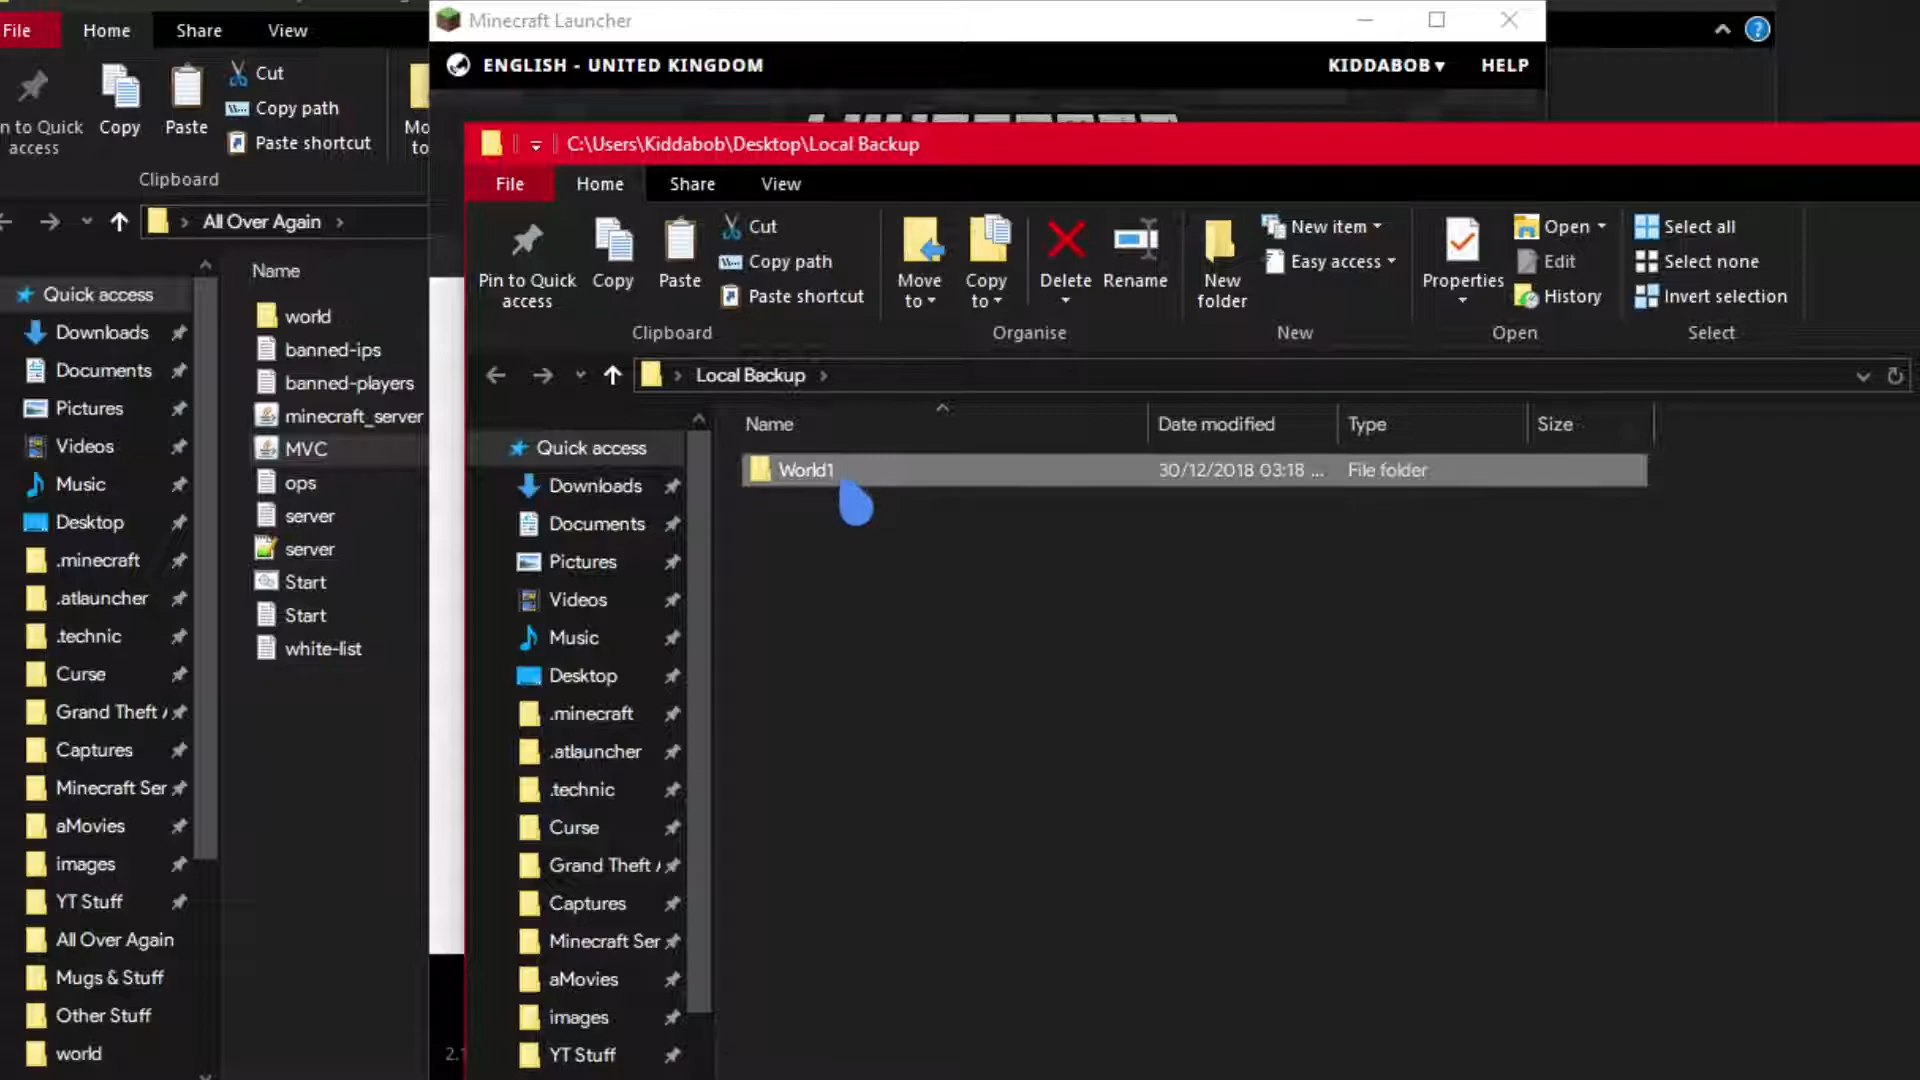 Minecraft Launcher
ENGLISH - UNITED KINGDOM
KIDDABOB
HELP
File
Home
Share
View
Cut
Copy path
Paste shortcut
n to Quick
access
Copy
Paste
Mo
to
Clipboard
All Over Again
Name
Quick access
Downloads
Documents
Pictures
Videos
Music
Desktop
.minecraft
.atlauncher
.technic
Curse
Grand Theft
Captures
Minecraft Ser
aMovies
images
YT Stuff
All Over Again
Mugs & Stuff
Other Stuff
world
world
banned-ips
banned-players
minecraft_server
MVC
ops
server
server
Start
Start
white-list
C:\Users\Kiddabob\Desktop\Local Backup
File
Home
Share
View
Pin to Quick
access
Copy
Paste
Cut
Copy path
Paste shortcut
Clipboard
Move
to
Copy
to
Delete
Rename
Organise
New
folder
New item
Easy access
New
Properties
Open
Edit
History
Open
Select all
Select none
Invert selection
Select
Local Backup
Name
Date modified
Type
Size
World1
30/12/2018 03:18 ...
File folder
Quick access
Downloads
Documents
Pictures
Videos
Music
Desktop
.minecraft
.atlauncher
.technic
Curse
Grand Theft
Captures
Minecraft Ser
aMovies
images
YT Stuff